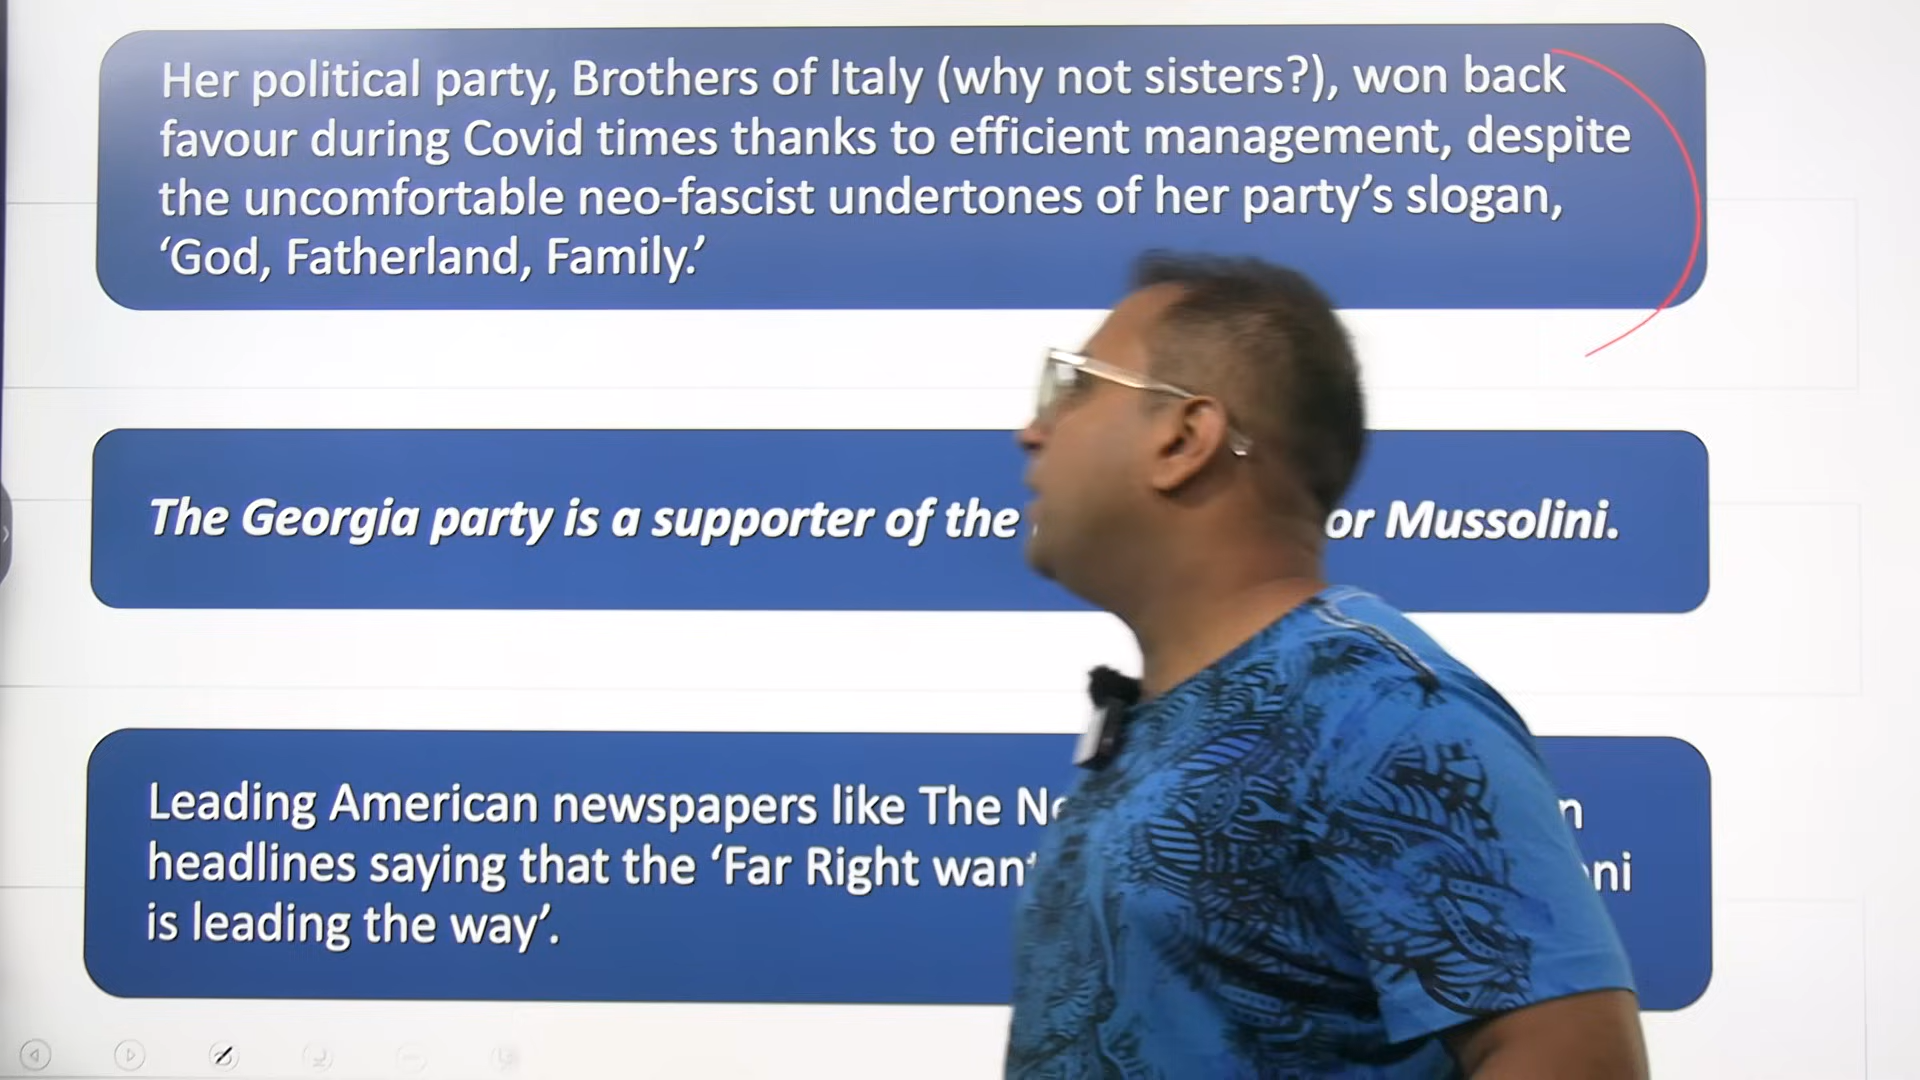 Her political party, Brothers of Italy (why not sisters?), won back
favour during Covid times thanks to efficient management, despite
the uncomfortable neo-fascist undertones of her party’s slogan,
‘God, Fatherland, Family.’
The Georgia party is a supporter of the or Mussolini.
Leading American newspapers like The
headlines saying that the ‘Far Right
is leading the way’.